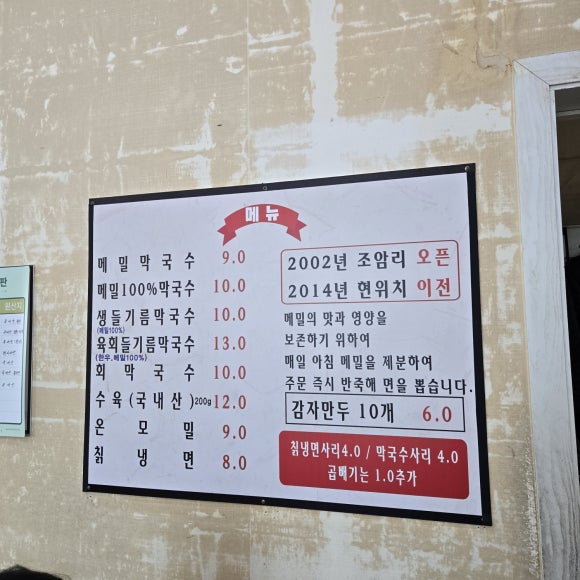 메뉴
메밀막국수 9.0
메밀100%막국수 10.0
생들기름막국수 10.0
(메밀100%)
육회들기름막국수 13.0
(한우,메밀100%)
회막국수 10.0
수육(국내산)200g 12.0
온모밀 9.0
칡냉면 8.0
2002년 조암리 오픈
2014년 현위치 이전
메밀의 맛과 영양을
보존하기 위하여
매일 아침 메밀을 제분하여
주문 즉시 반죽해 면을 뽑습니다.
감자만두 10개 6.0
칡냉면사리4.0 / 막국수사리 4.0
곱빼기는 1.0추가
판
원산지